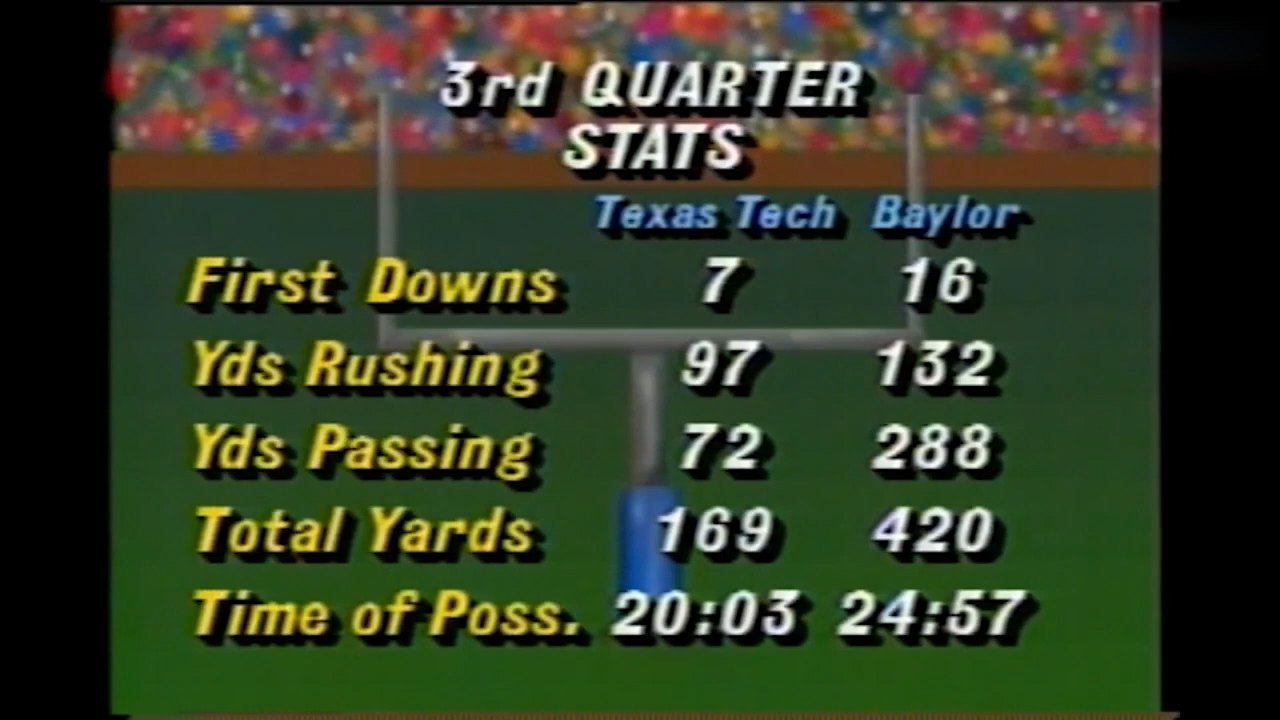 3rd QUARTER
STATS
Texas Tech Baylor
First Downs 7 16
Yds Rushing 97 132
Yds Passing 72 288
Total Yards 169 420
Time of Poss. 20:03 24:57